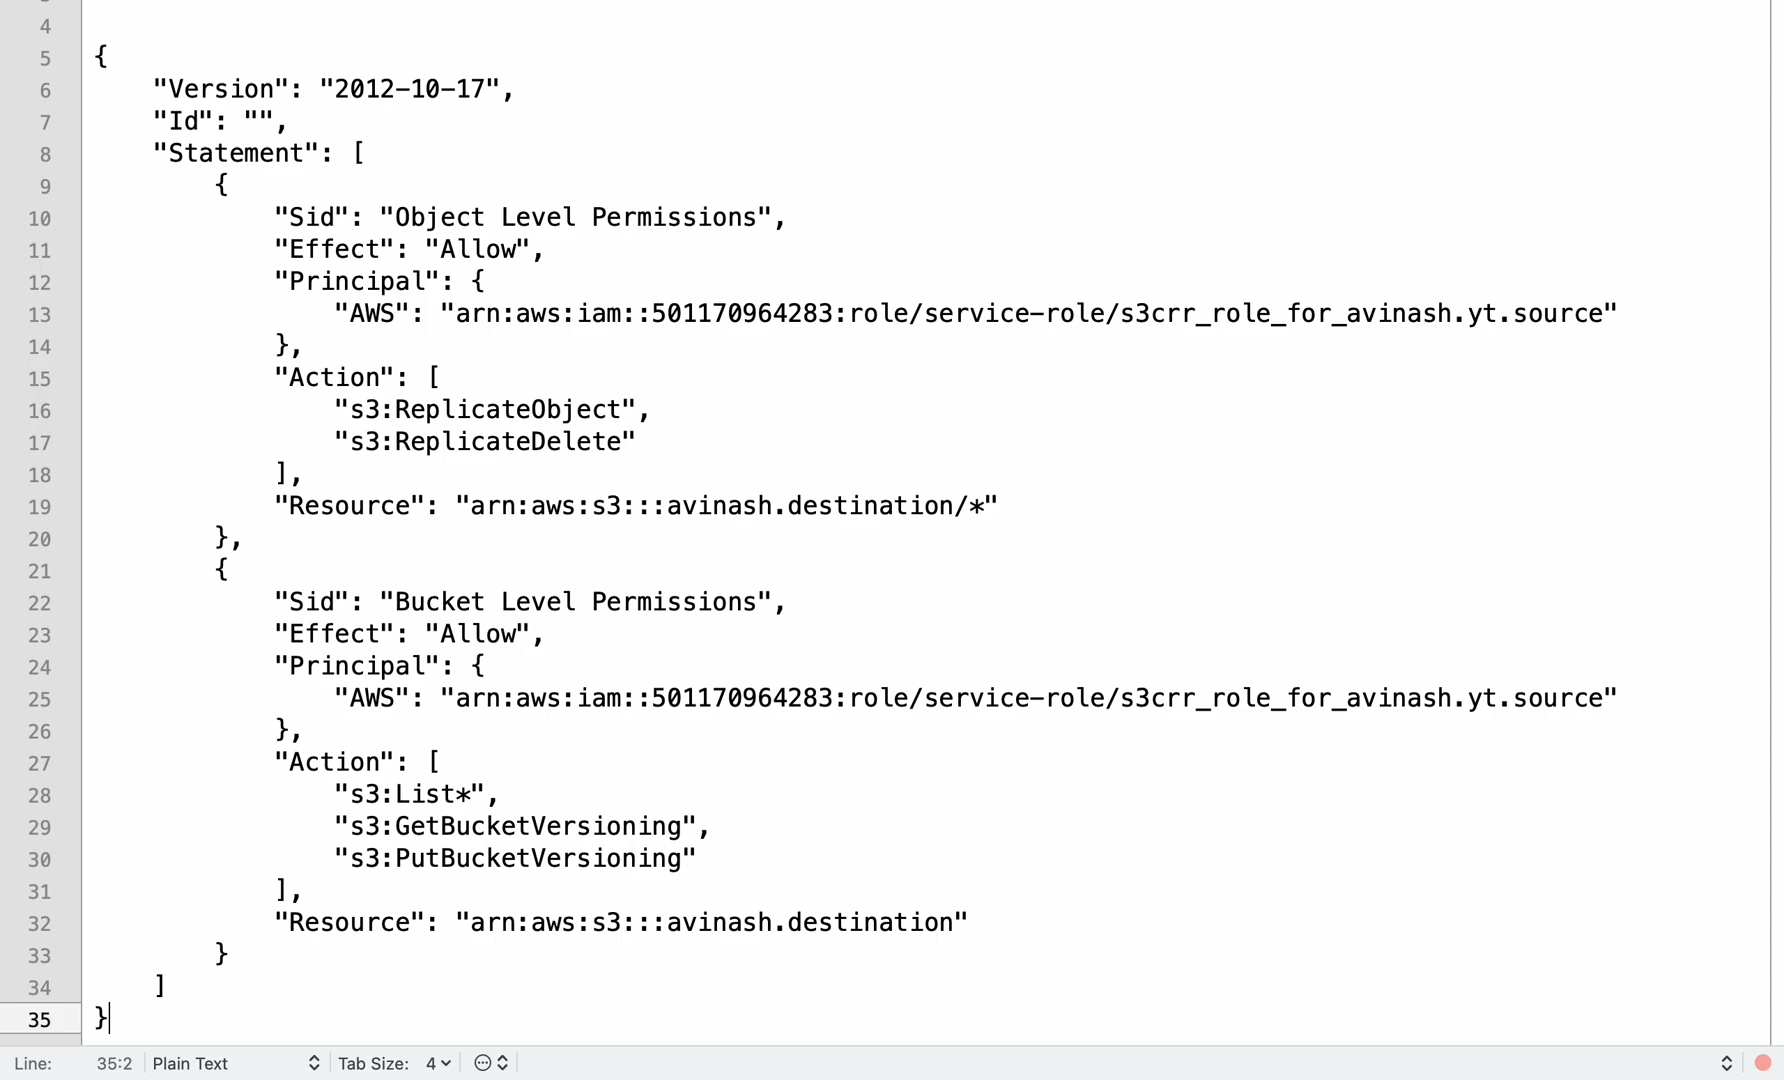 4
5 {
6     "Version": "2012-10-17",
7     "Id": "",
8     "Statement": [
9         {
10             "Sid": "Object Level Permissions",
11             "Effect": "Allow",
12             "Principal": {
13                 "AWS": "arn:aws:iam::501170964283:role/service-role/s3crr_role_for_avinash.yt.source"
14             },
15             "Action": [
16                 "s3:ReplicateObject",
17                 "s3:ReplicateDelete"
18             ],
19             "Resource": "arn:aws:s3:::avinash.destination/*"
20         },
21         {
22             "Sid": "Bucket Level Permissions",
23             "Effect": "Allow",
24             "Principal": {
25                 "AWS": "arn:aws:iam::501170964283:role/service-role/s3crr_role_for_avinash.yt.source"
26             },
27             "Action": [
28                 "s3:List*",
29                 "s3:GetBucketVersioning",
30                 "s3:PutBucketVersioning"
31             ],
32             "Resource": "arn:aws:s3:::avinash.destination"
33         }
34     ]
35 }
Line: 35:2 Plain Text Tab Size: 4